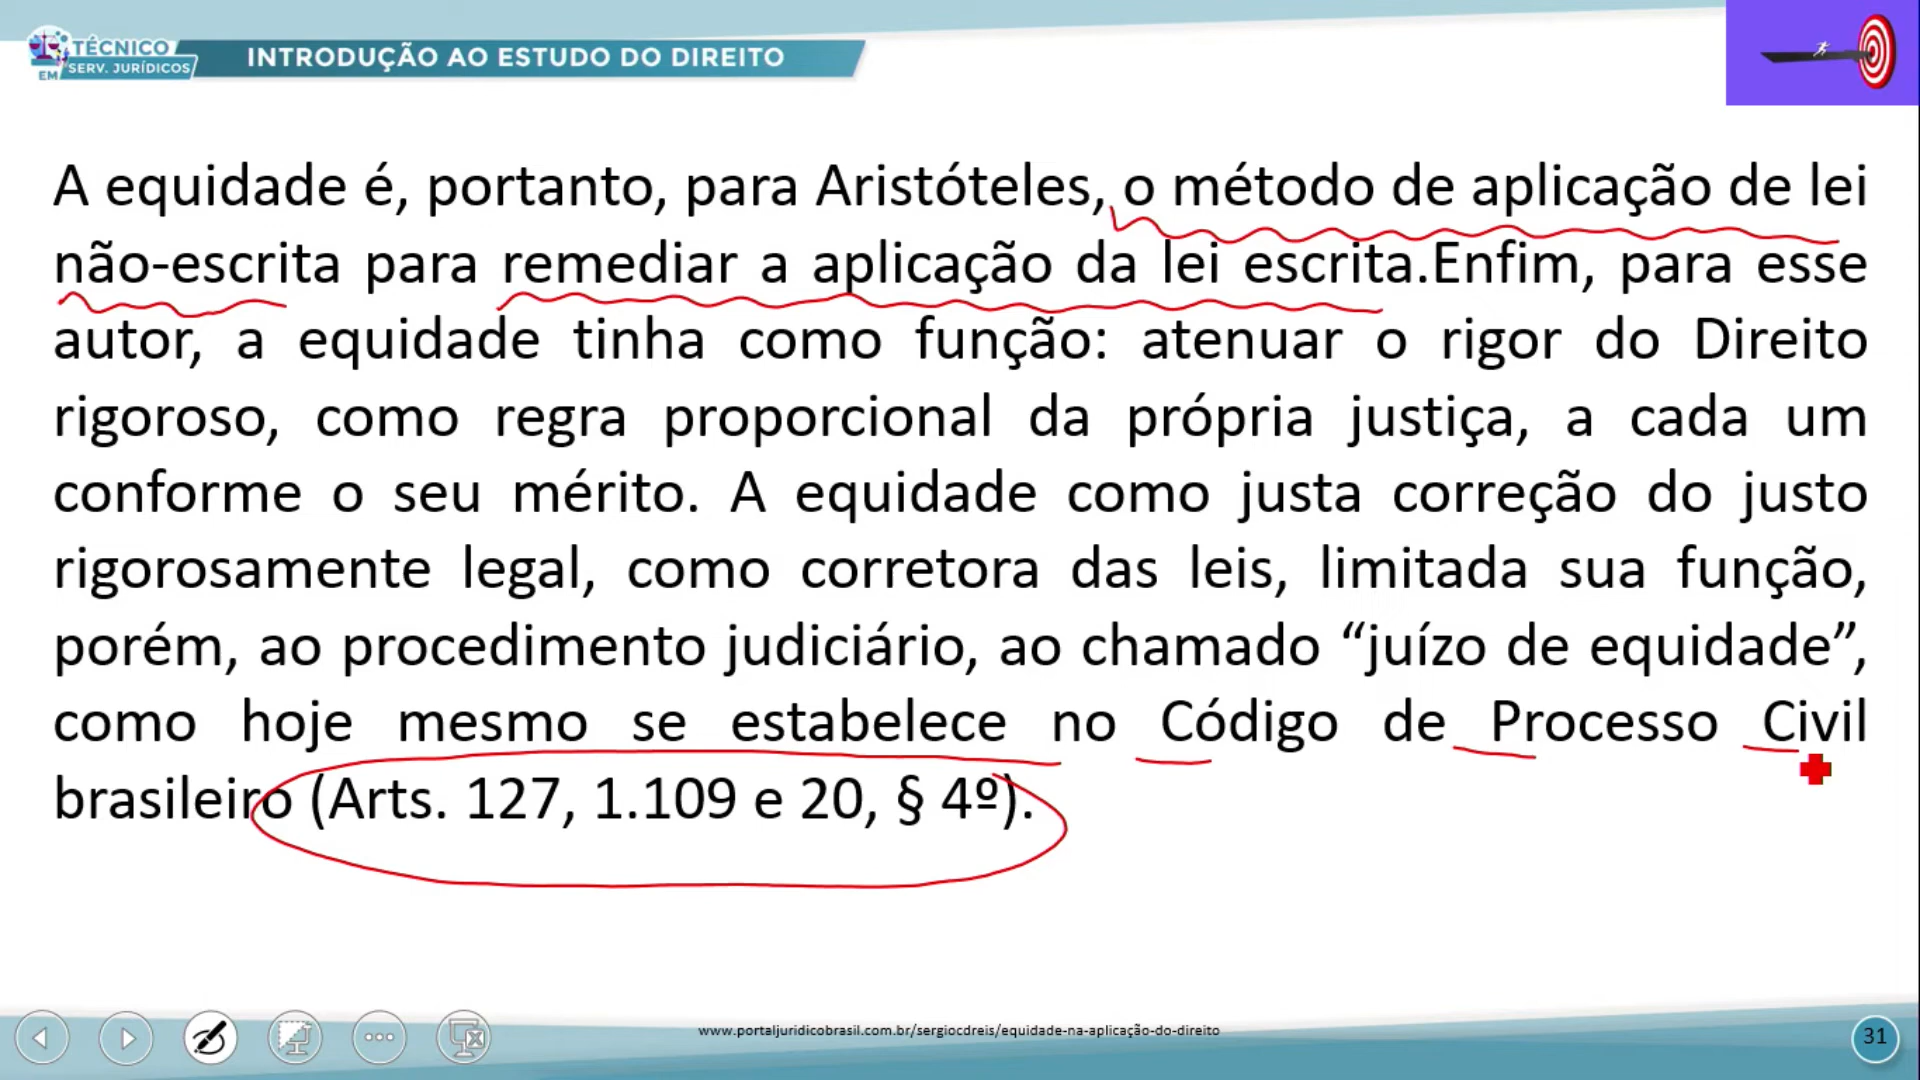 TÉCNICO
EM SERV. JURÍDICOS
INTRODUÇÃO AO ESTUDO DO DIREITO
A equidade é, portanto, para Aristóteles, o método de aplicação de lei
não-escrita para remediar a aplicação da lei escrita.Enfim, para esse
autor, a equidade tinha como função: atenuar o rigor do Direito
rigoroso, como regra proporcional da própria justiça, a cada um
conforme o seu mérito. A equidade como justa correção do justo
rigorosamente legal, como corretora das leis, limitada sua função,
porém, ao procedimento judiciário, ao chamado “juízo de equidade”,
como hoje mesmo se estabelece no Código de Processo Civil
brasileiro (Arts. 127, 1.109 e 20, § 4º).
www.portaljuridicobrasil.com.br/sergiocdreis/equidade-na-aplicação-do-direito
31